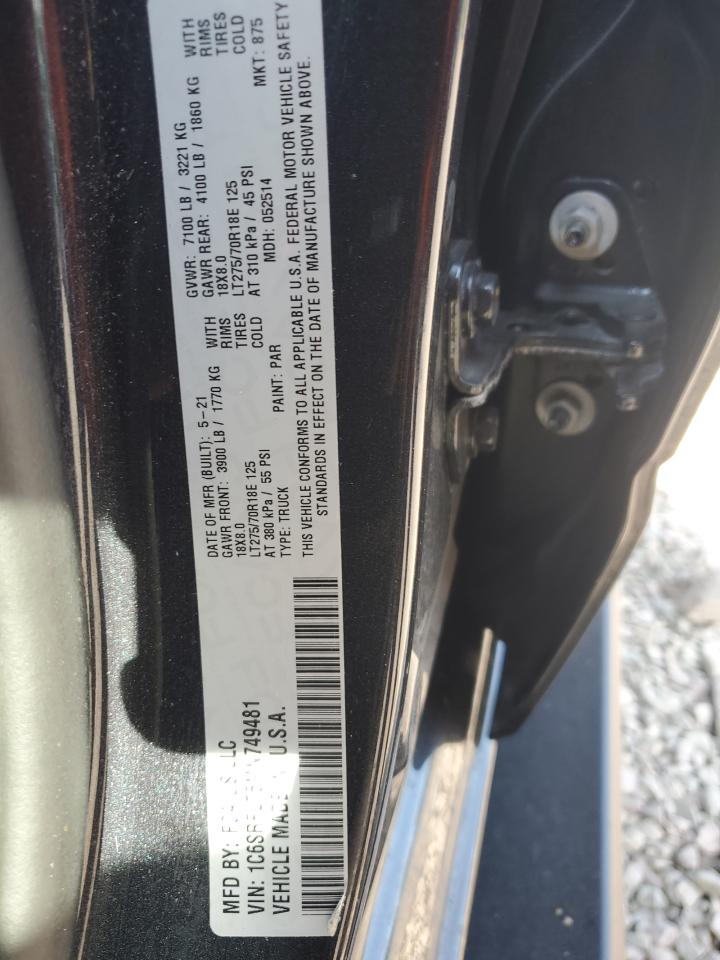 MFD BY: LLC
DATE OF MFR (BUILT): 5-21
GVWR: 7100 LB / 3221 KG
GAWR FRONT: 3900 LB / 1770 KG WITH
GAWR REAR: 4100 LB / 1860 KG WITH
18X8.0 RIMS
18X8.0 RIMS
LT275/70R18E 125 TIRES
LT275/70R18E 125 TIRES
AT 380 kPa / 55 PSI COLD
AT 310 kPa / 45 PSI COLD
TYPE: TRUCK PAINT: PAR MDH: 052514 MKT: 875
THIS VEHICLE CONFORMS TO ALL APPLICABLE U.S.A. FEDERAL MOTOR VEHICLE SAFETY
STANDARDS IN EFFECT ON THE DATE OF MANUFACTURE SHOWN ABOVE.
VIN:
VEHICLE MADE U.S.A.